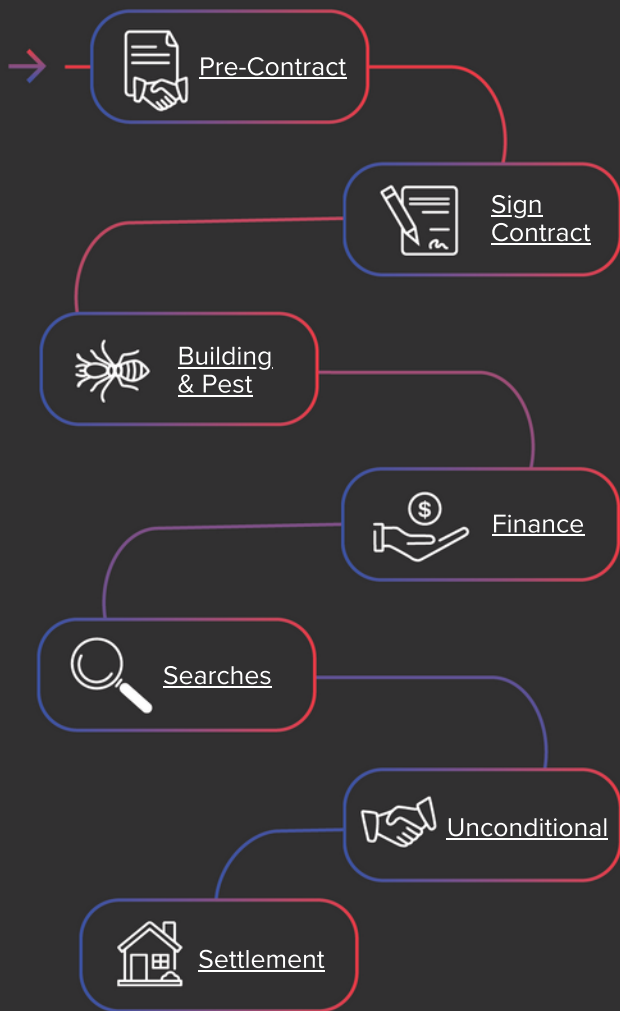 Pre-Contract
Sign
Contract
Building
& Pest
$
Finance
Searches
Unconditional
Settlement